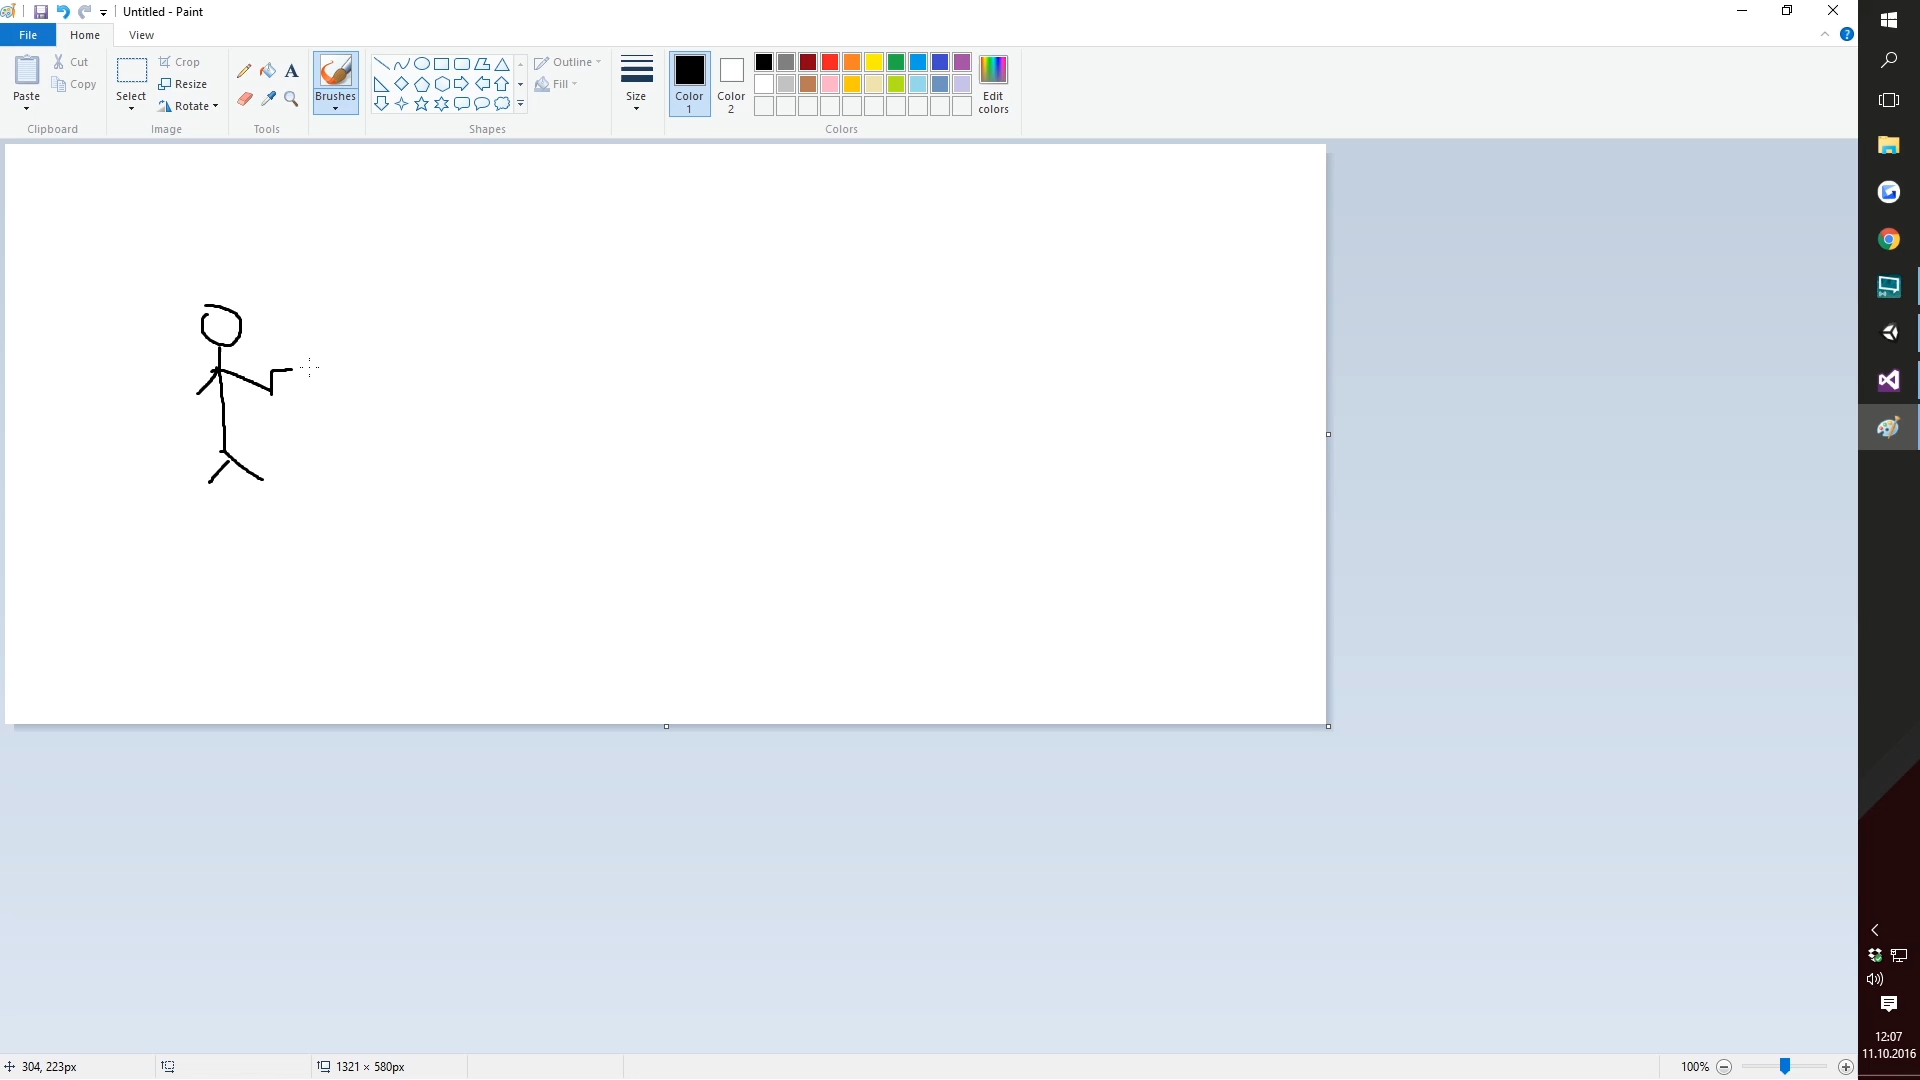 Untitled - Paint
File Home View
Paste
Cut
Copy
Clipboard
Select
Crop
Resize
Rotate
Image
A
Tools
Brushes
Shapes
Outline
Fill
Size
Color 1
Color 2
Edit colors
Colors
304, 223px
1321 × 580px
100%
12:07
11.10.2016